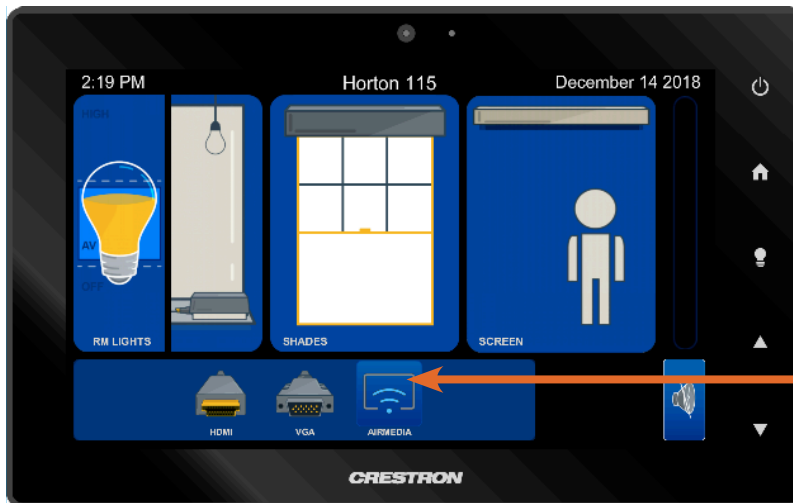 2:19 PM Horton 115 December 14 2018
HIGH
AV
OFF
RM LIGHTS SHADES SCREEN
HDMI VGA AIRMEDIA
CRESTRON